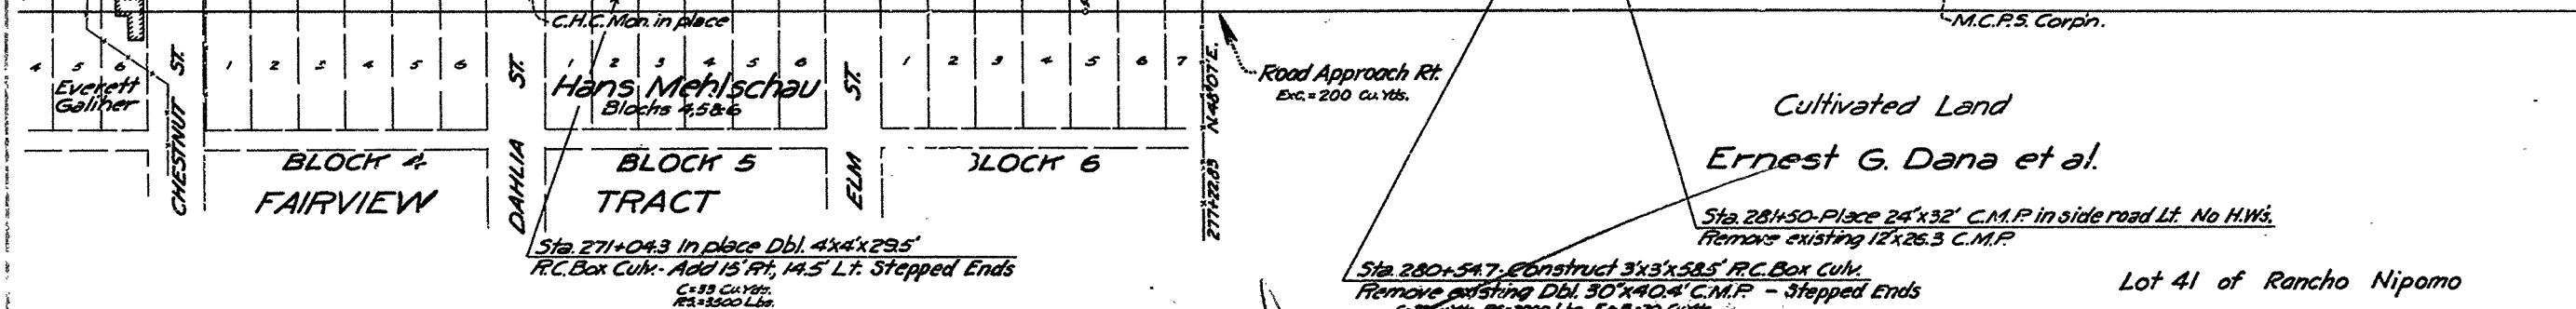 C.H.C. Mon. in place
M.C.P.S. Corp'n.
4 5 6
CHESTNUT ST.
1 2 3 4 5 6
DAHLIA ST.
1 2 3 4 5 6
ELM ST.
1 2 3 4 5 6 7
N.48°07'E.
277+22.83
Everett
Galiher
Hans Mehlschau
Blocks 4,5&6
Road Approach Rt.
Exc.=200 Cu.Yds.
Cultivated Land
Ernest G. Dana et al.
BLOCK 4
BLOCK 5
LOCK 6
FAIRVIEW TRACT
Sta. 271+04.3 In place Dbl. 4'x4'x29.5'
R.C. Box Culv.- Add 15' Rt, 14.5' Lt. Stepped Ends
C=33 Cu.Yds.
R.S.=3500 Lbs.
Sta. 281+50-Place 24"x32' C.M.P. in side road Lt. No H.W's.
Remove existing 12"x26.3 C.M.P.
Sta. 280+54.7-Construct 3'x3'x58.5' R.C. Box Culv.
Remove existing Dbl. 30"x40.4' C.M.P. - Stepped Ends
Lot 41 of Rancho Nipomo